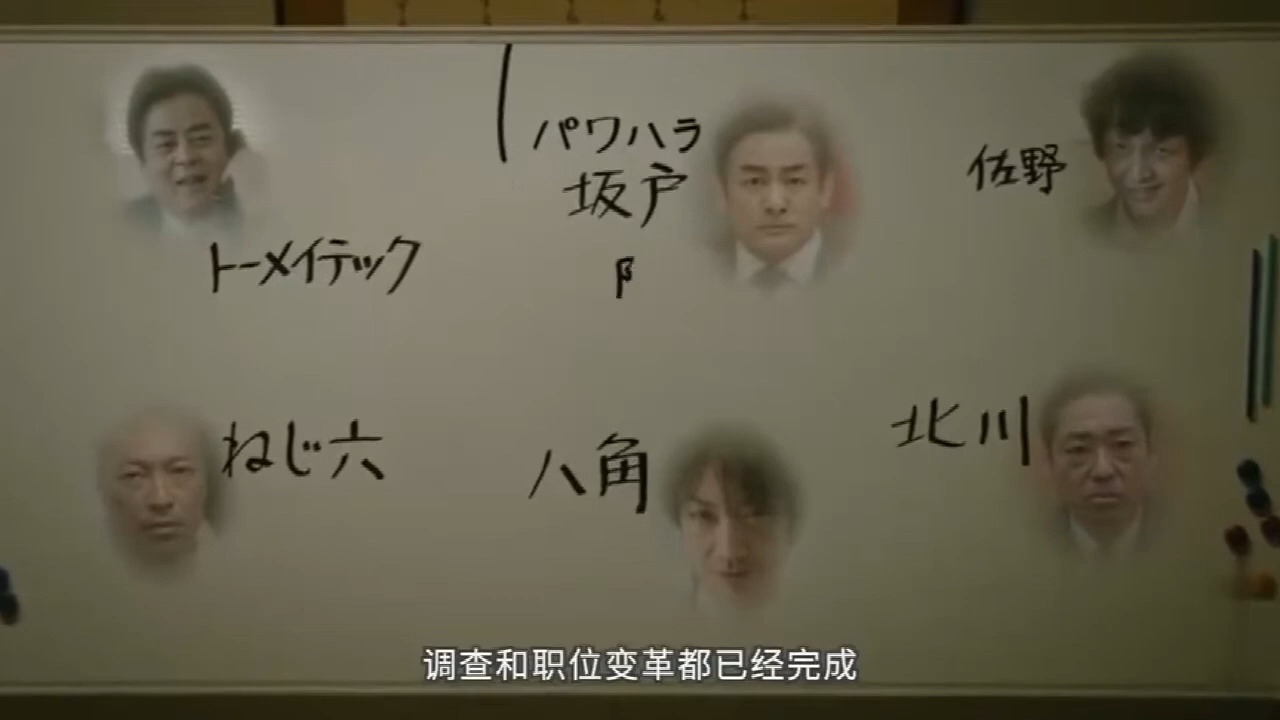 パワハラ
坂戸
β
佐野
トーメイテック
ねじ六
八角
北川
调查和职位变革都已经完成